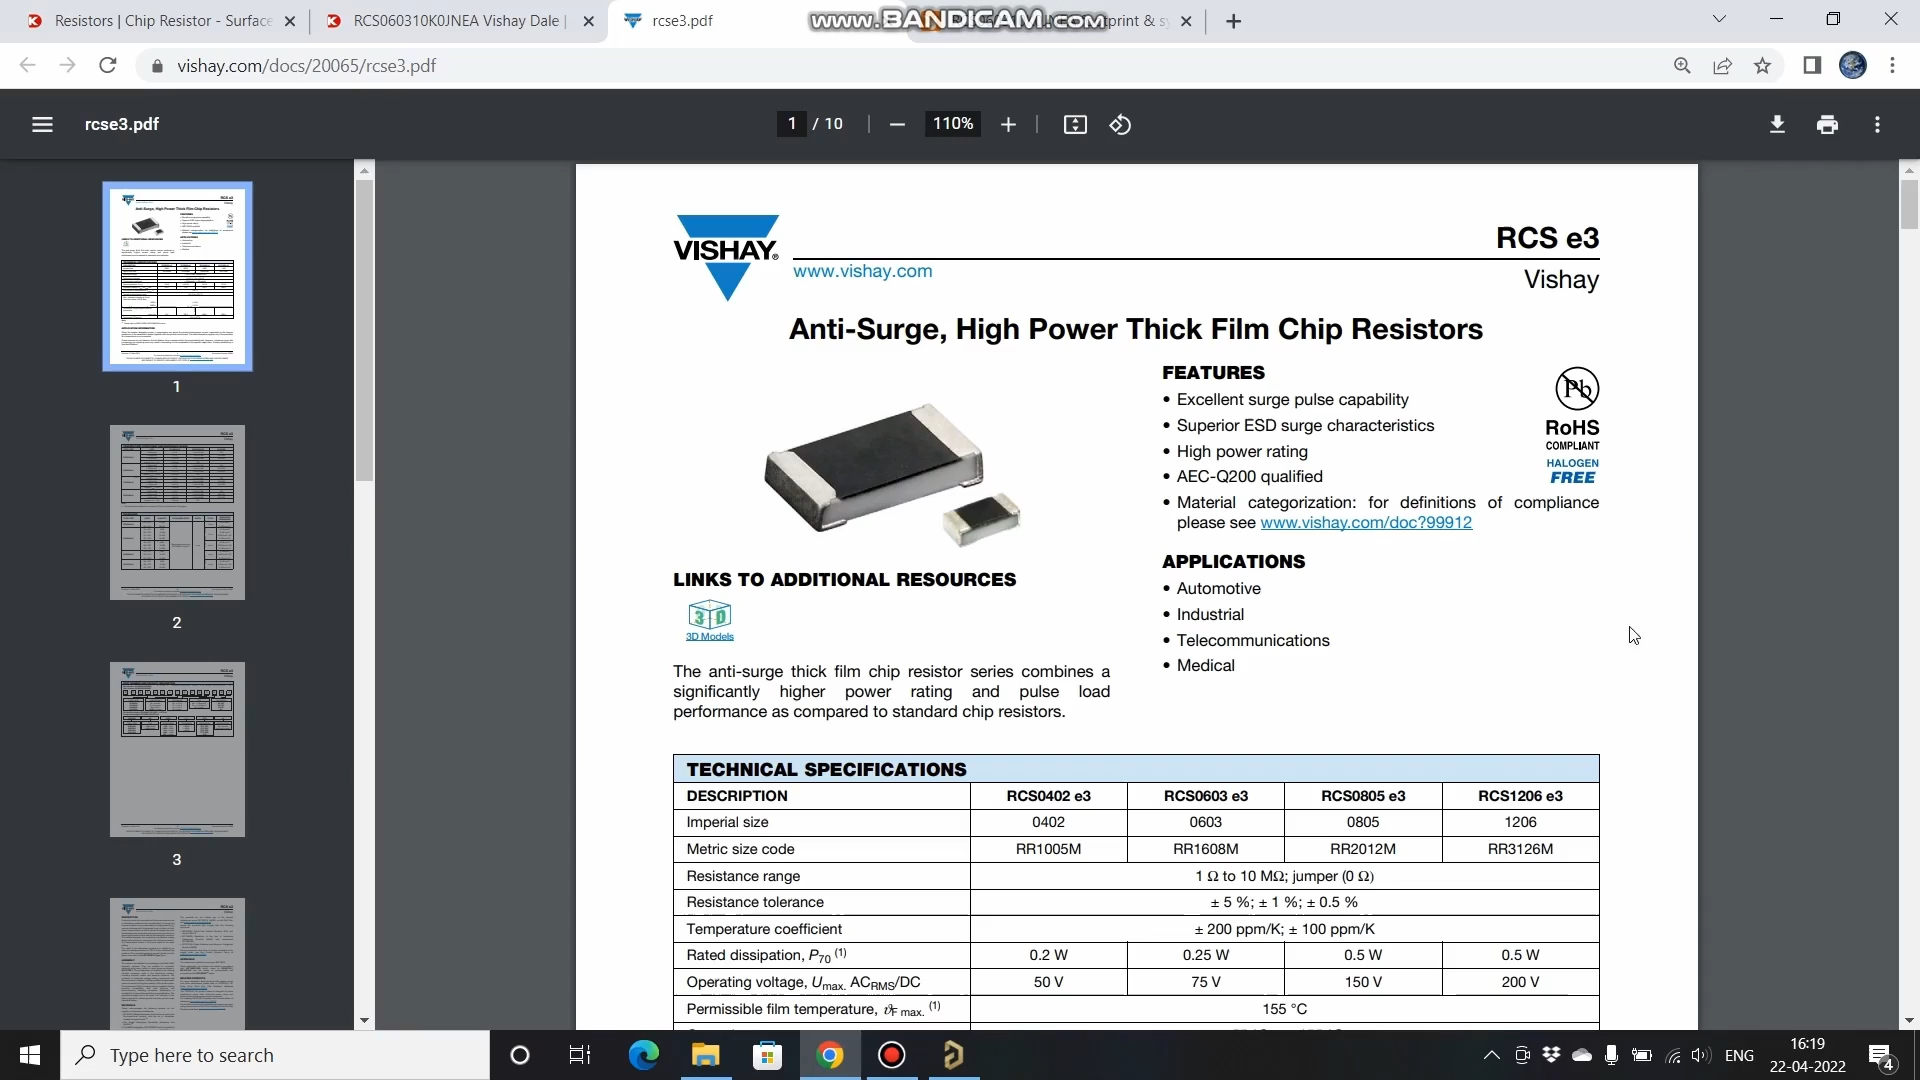 Resistors | Chip Resistor - Surface
RCS060310K0JNEA Vishay Dale |
rcse3.pdf
www.BANDICAM.com
vishay.com/docs/20065/rcse3.pdf
rcse3.pdf
1 / 10
110%
VISHAY®
www.vishay.com
RCS e3
Vishay
Anti-Surge, High Power Thick Film Chip Resistors
FEATURES
• Excellent surge pulse capability
• Superior ESD surge characteristics
• High power rating
• AEC-Q200 qualified
• Material categorization: for definitions of compliance
please see www.vishay.com/doc?99912
Pb
RoHS
COMPLIANT
HALOGEN
FREE
APPLICATIONS
• Automotive
• Industrial
• Telecommunications
• Medical
LINKS TO ADDITIONAL RESOURCES
3D
3D Models
The anti-surge thick film chip resistor series combines a
significantly higher power rating and pulse load
performance as compared to standard chip resistors.
TECHNICAL SPECIFICATIONS
DESCRIPTION RCS0402 e3 RCS0603 e3 RCS0805 e3 RCS1206 e3
Imperial size 0402 0603 0805 1206
Metric size code RR1005M RR1608M RR2012M RR3126M
Resistance range 1 Ω to 10 MΩ; jumper (0 Ω)
Resistance tolerance ± 5 %; ± 1 %; ± 0.5 %
Temperature coefficient ± 200 ppm/K; ± 100 ppm/K
Rated dissipation, P70 (1) 0.2 W 0.25 W 0.5 W 0.5 W
Operating voltage, Umax. ACRMS/DC 50 V 75 V 150 V 200 V
Permissible film temperature, ϑF max. (1) 155 °C
1
2
3
Type here to search
ENG
16:19
22-04-2022
4